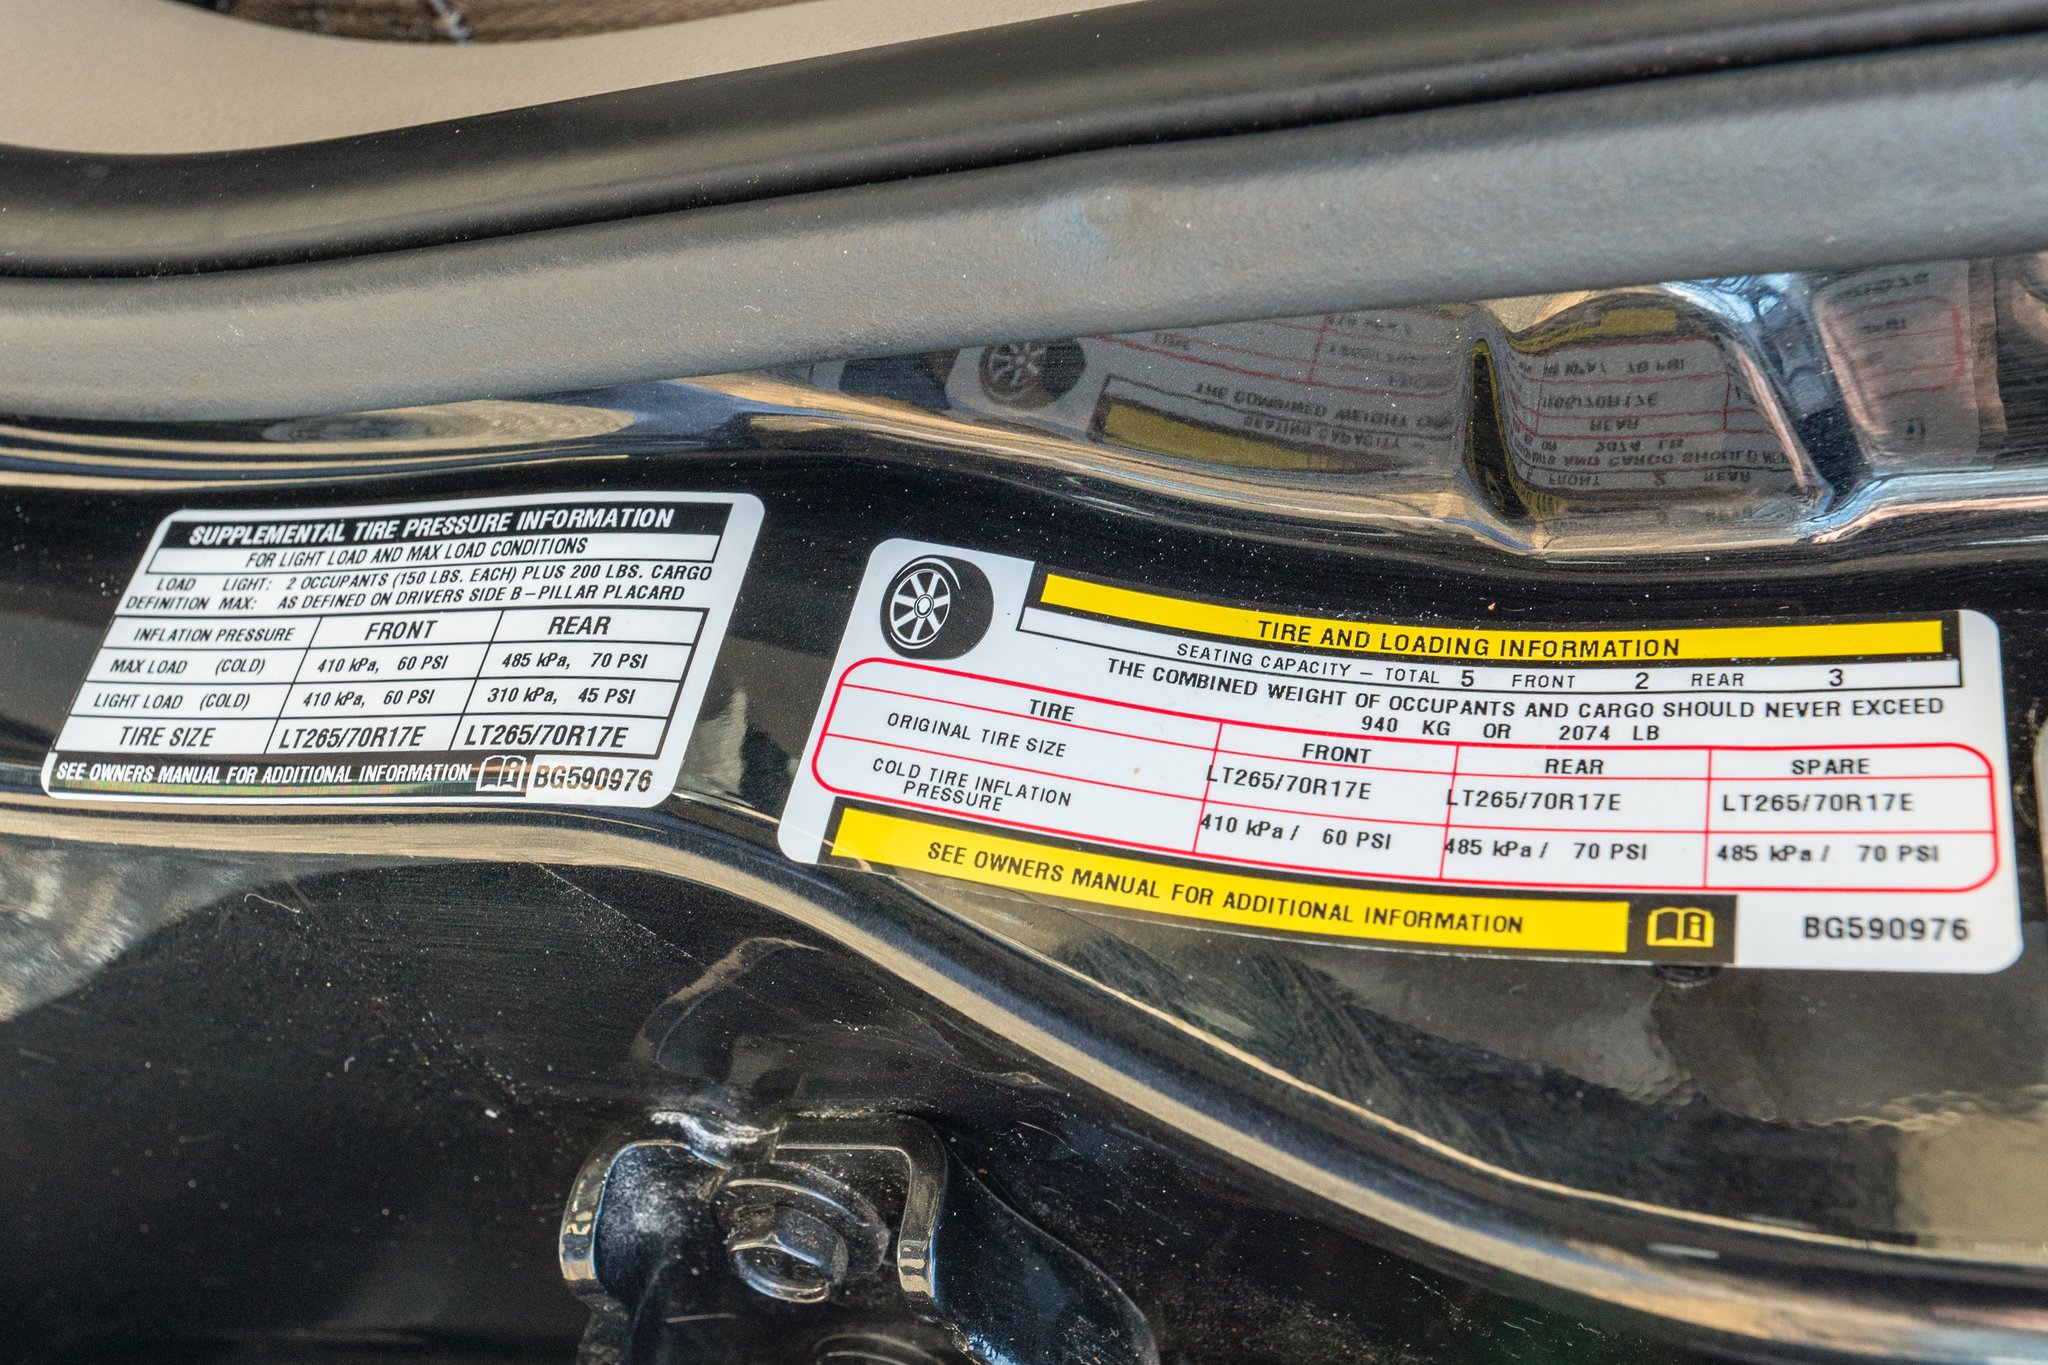 SUPPLEMENTAL TIRE PRESSURE INFORMATION
FOR LIGHT LOAD AND MAX LOAD CONDITIONS
LOAD LIGHT: 2 OCCUPANTS (150 LBS. EACH) PLUS 200 LBS. CARGO
DEFINITION MAX: AS DEFINED ON DRIVERS SIDE B-PILLAR PLACARD
INFLATION PRESSURE FRONT REAR
MAX LOAD (COLD) 410 kPa, 60 PSI 485 kPa, 70 PSI
LIGHT LOAD (COLD) 410 kPa, 60 PSI 310 kPa, 45 PSI
TIRE SIZE LT265/70R17E LT265/70R17E
SEE OWNERS MANUAL FOR ADDITIONAL INFORMATION BG590976
TIRE AND LOADING INFORMATION
SEATING CAPACITY - TOTAL 5 FRONT 2 REAR 3
THE COMBINED WEIGHT OF OCCUPANTS AND CARGO SHOULD NEVER EXCEED
940 KG OR 2074 LB
TIRE FRONT REAR SPARE
ORIGINAL TIRE SIZE LT265/70R17E LT265/70R17E LT265/70R17E
COLD TIRE INFLATION
PRESSURE 410 kPa / 60 PSI 485 kPa / 70 PSI 485 kPa / 70 PSI
SEE OWNERS MANUAL FOR ADDITIONAL INFORMATION
BG590976